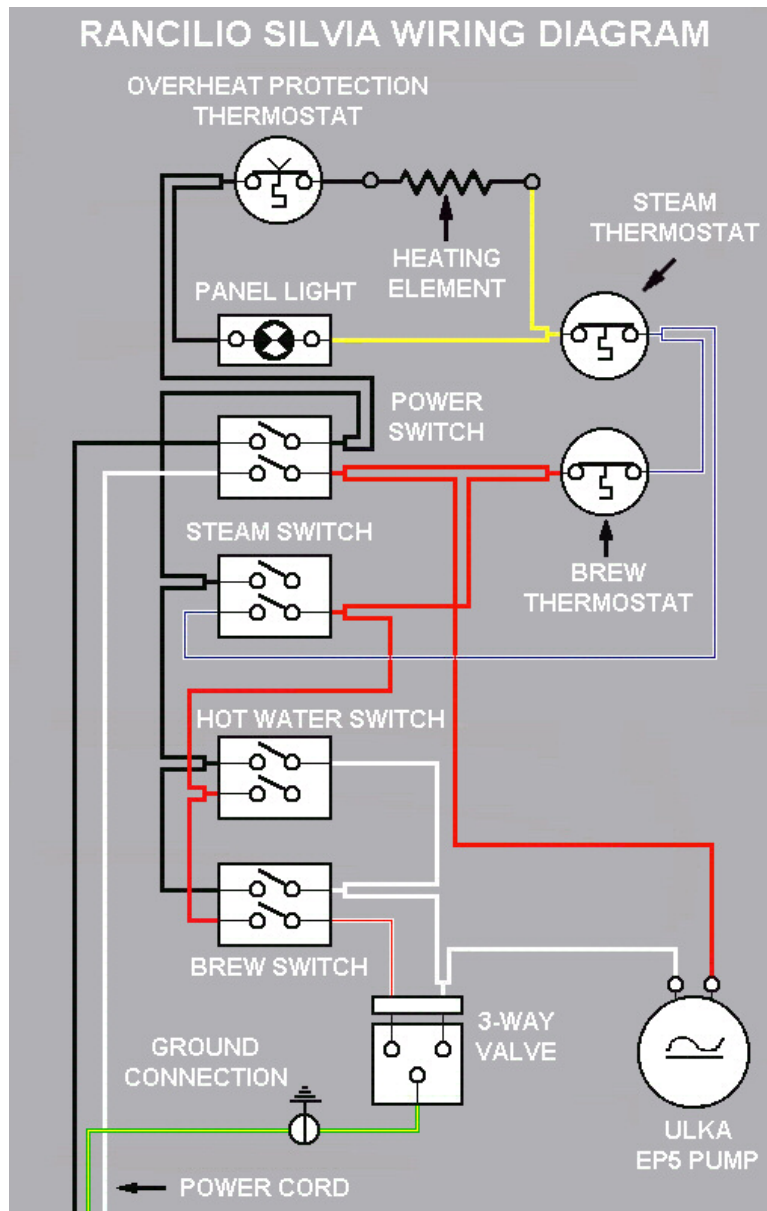 RANCILIO SILVIA WIRING DIAGRAM
OVERHEAT PROTECTION
THERMOSTAT
STEAM
THERMOSTAT
HEATING
ELEMENT
PANEL LIGHT
POWER
SWITCH
STEAM SWITCH
BREW
THERMOSTAT
HOT WATER SWITCH
BREW SWITCH
3-WAY
VALVE
GROUND
CONNECTION
ULKA
EP5 PUMP
POWER CORD